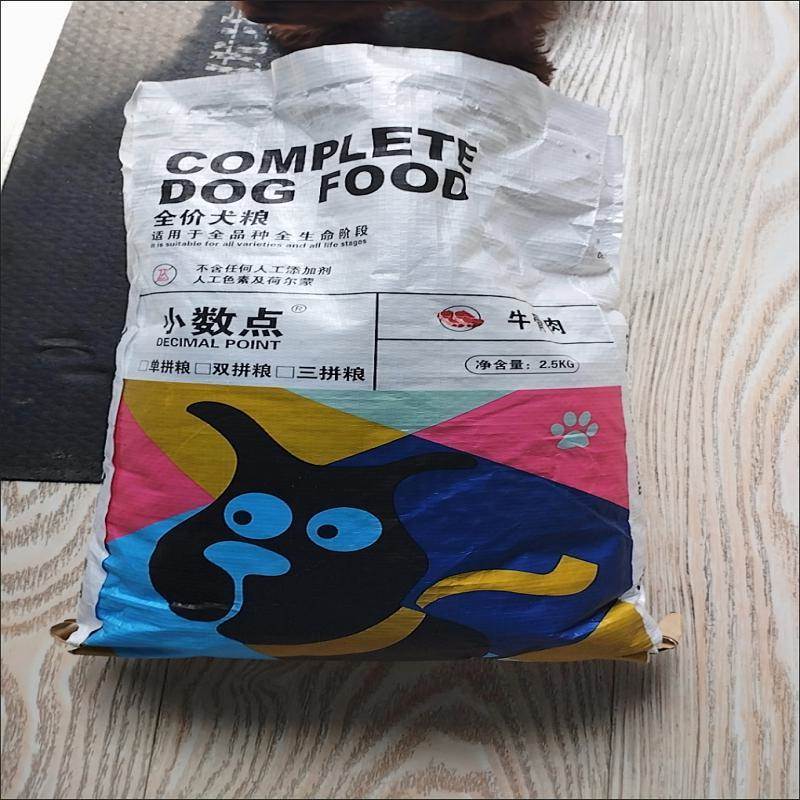 COMPLETE
DOG FOOD
全价犬粮
适用于全品种全生命阶段
It is suitable for all varieties and all life stages
不含任何人工添加剂
人工色素及荷尔蒙
小数点®
DECIMAL POINT
□单拼粮□双拼粮□三拼粮
牛 肉
净含量：2.5KG